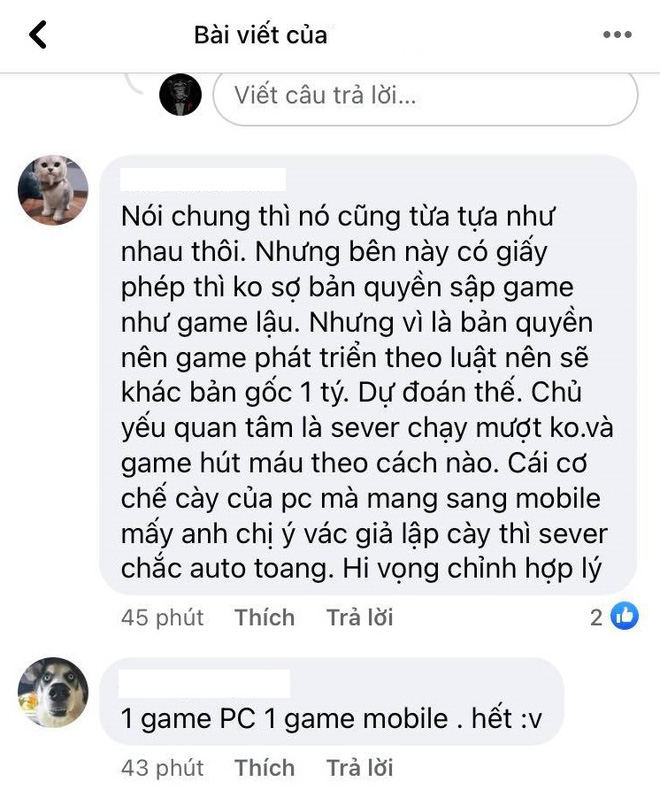 Bài viết của
Viết câu trả lời...
Nói chung thì nó cũng từa tựa như
nhau thôi. Nhưng bên này có giấy
phép thì ko sợ bản quyền sập game
như game lậu. Nhưng vì là bản quyền
nên game phát triển theo luật nên sẽ
khác bản gốc 1 tý. Dự đoán thế. Chủ
yếu quan tâm là sever chạy mượt ko.và
game hút máu theo cách nào. Cái cơ
chế cày của pc mà mang sang mobile
mấy anh chị ý vác giả lập cày thì sever
chắc auto toang. Hi vọng chỉnh hợp lý
45 phút Thích Trả lời 2
1 game PC 1 game mobile . hết :v
43 phút Thích Trả lời